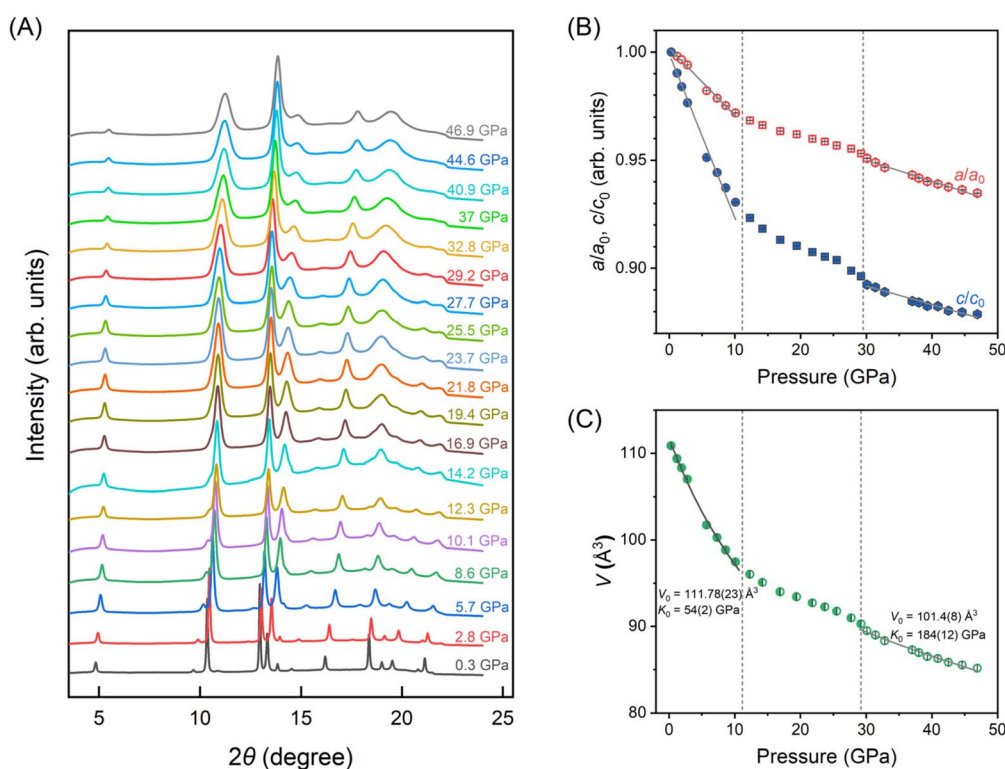 (A)
46.9 GPa
44.6 GPa
40.9 GPa
37 GPa
32.8 GPa
29.2 GPa
27.7 GPa
25.5 GPa
23.7 GPa
21.8 GPa
19.4 GPa
16.9 GPa
14.2 GPa
12.3 GPa
10.1 GPa
8.6 GPa
5.7 GPa
2.8 GPa
0.3 GPa
Intensity (arb. units)
5 10 15 20 25
2θ (degree)
(B)
1.00
0.95
0.90
a/a₀, c/c₀ (arb. units)
a/a₀
c/c₀
0 10 20 30 40 50
Pressure (GPa)
(C)
110
100
90
80
V (Å³)
V₀ = 111.78(23) Å³
K₀ = 54(2) GPa
V₀ = 101.4(8) Å³
K₀ = 184(12) GPa
0 10 20 30 40 50
Pressure (GPa)